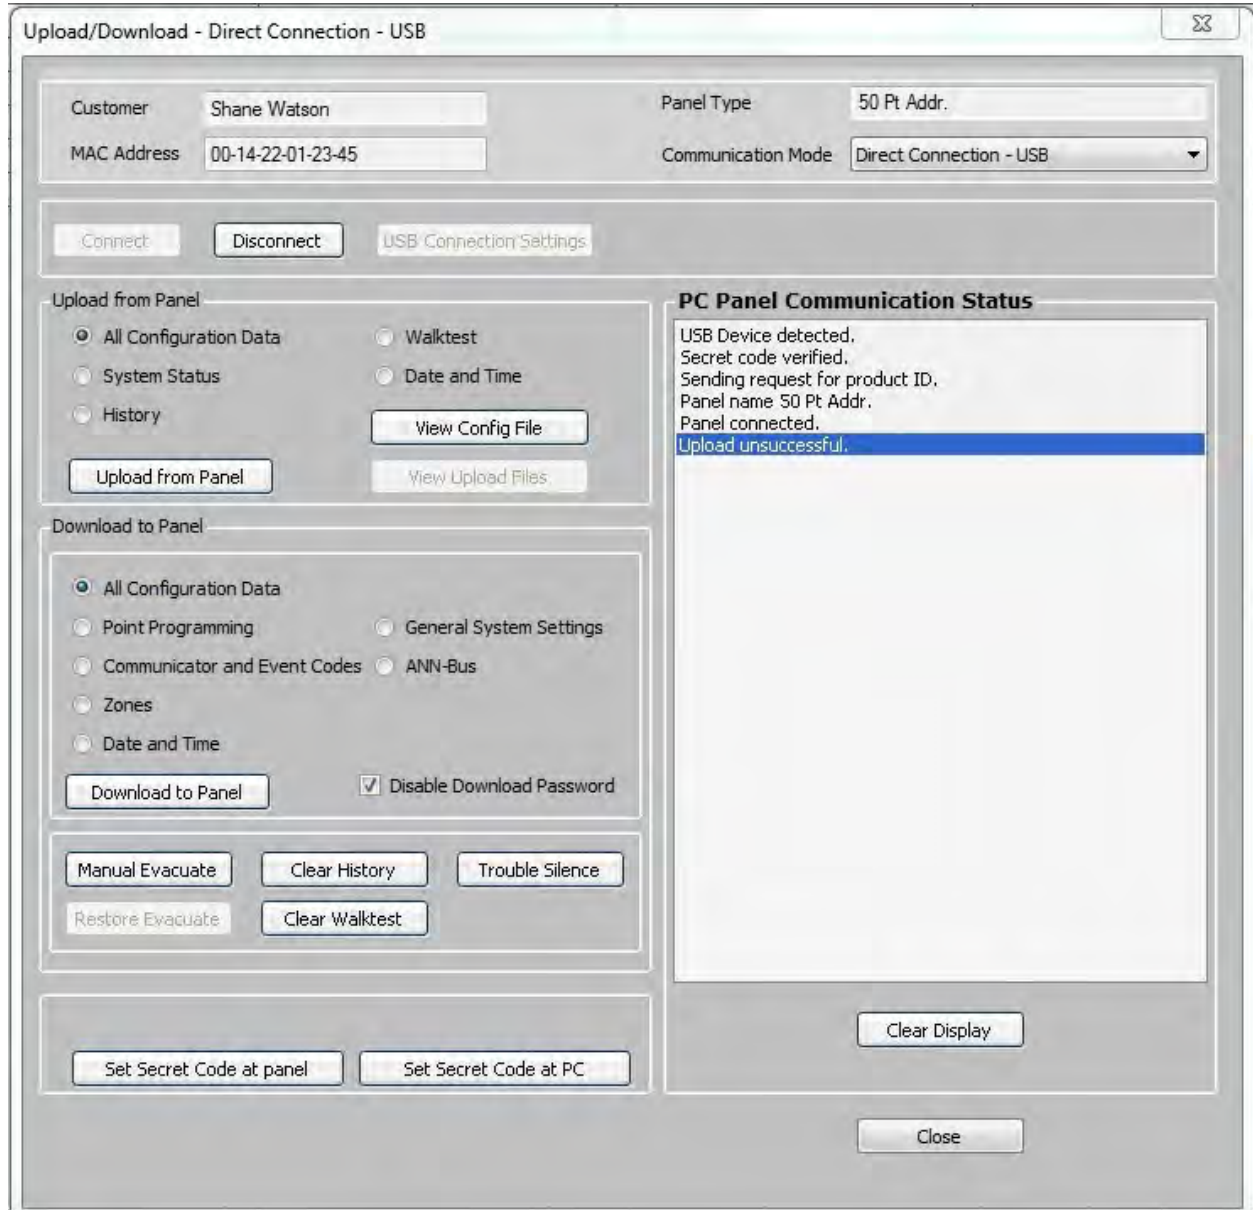 Upload/Download - Direct Connection - USB
Customer
Shane Watson
Panel Type
50 Pt Addr.
MAC Address
00-14-22-01-23-45
Communication Mode
Direct Connection - USB
Connect
Disconnect
USB Connection Settings
Upload from Panel
All Configuration Data
Walktest
System Status
Date and Time
History
View Config File
Upload from Panel
View Upload Files
Download to Panel
All Configuration Data
Point Programming
General System Settings
Communicator and Event Codes
ANN-Bus
Zones
Date and Time
Download to Panel
Disable Download Password
Manual Evacuate
Clear History
Trouble Silence
Restore Evacuate
Clear Walktest
Set Secret Code at panel
Set Secret Code at PC
PC Panel Communication Status
USB Device detected.
Secret code verified.
Sending request for product ID.
Panel name 50 Pt Addr.
Panel connected.
Upload unsuccessful.
Clear Display
Close